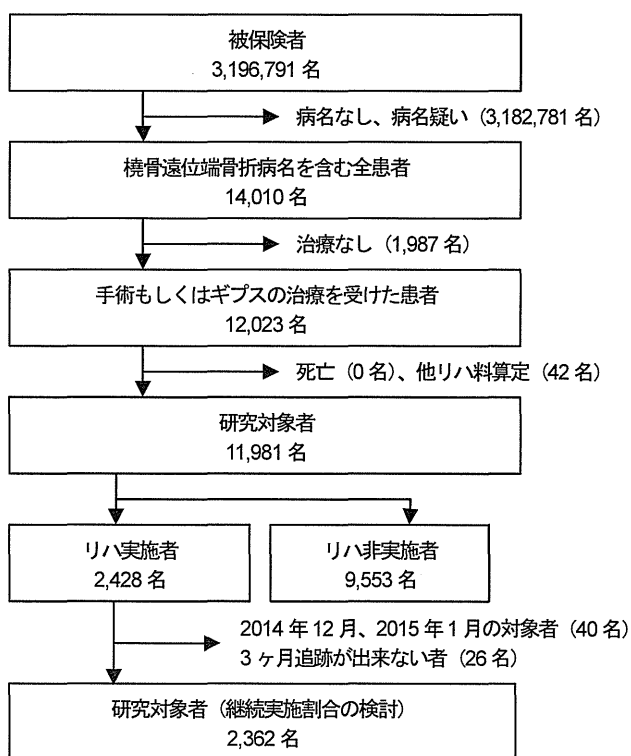 被保険者
3,196,791 名
病名なし、病名疑い（3,182,781 名）
橈骨遠位端骨折病名を含む全患者
14,010 名
治療なし（1,987 名）
手術もしくはギプスの治療を受けた患者
12,023 名
死亡（0 名）、他リハ料算定（42 名）
研究対象者
11,981 名
リハ実施者
2,428 名
リハ非実施者
9,553 名
2014 年 12 月、2015 年 1 月の対象者（40 名）
3 ヶ月追跡が出来ない者（26 名）
研究対象者（継続実施割合の検討）
2,362 名